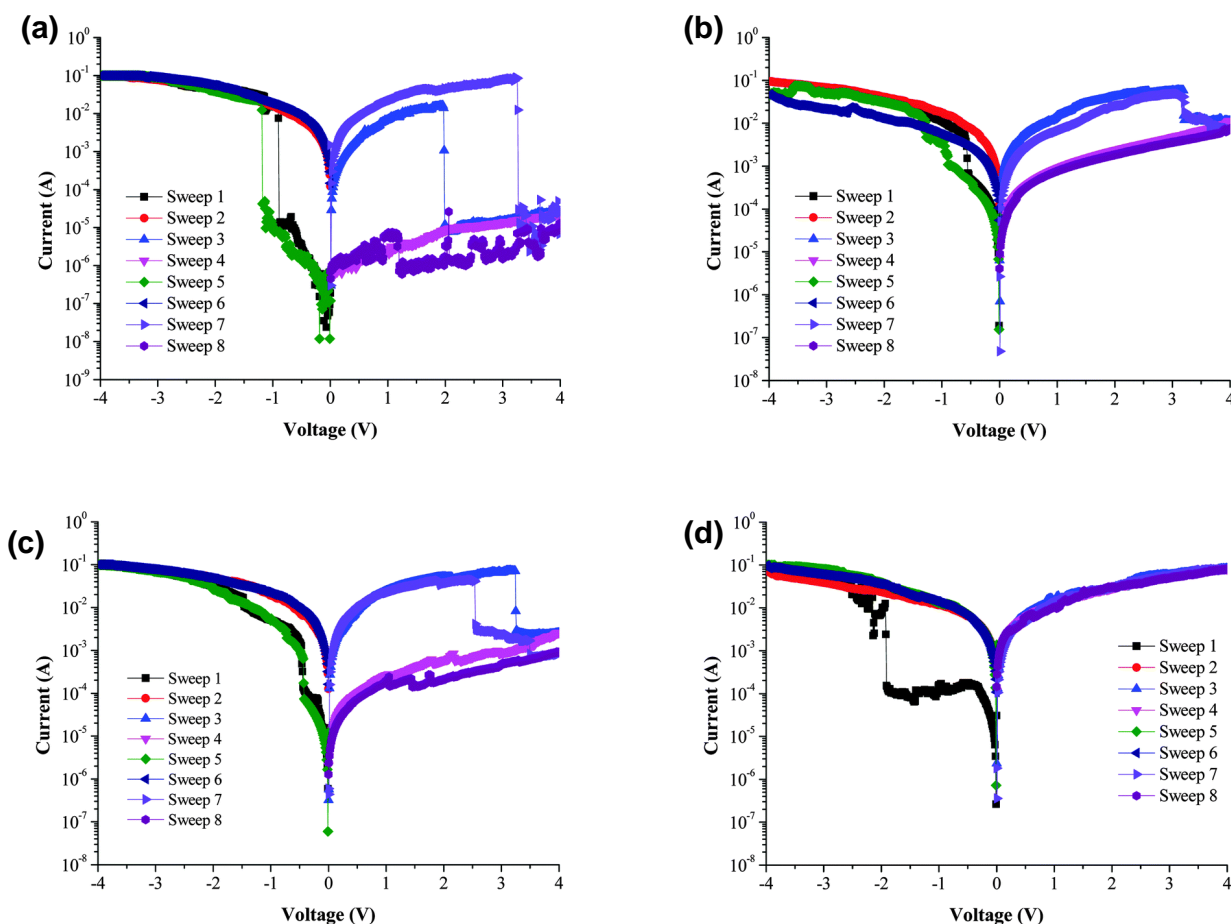 (a)
10⁰
10⁻¹
10⁻²
10⁻³
10⁻⁴
10⁻⁵
10⁻⁶
10⁻⁷
10⁻⁸
10⁻⁹
Current (A)
Sweep 1
Sweep 2
Sweep 3
Sweep 4
Sweep 5
Sweep 6
Sweep 7
Sweep 8
-4 -3 -2 -1 0 1 2 3 4
Voltage (V)
(b)
10⁰
10⁻¹
10⁻²
10⁻³
10⁻⁴
10⁻⁵
10⁻⁶
10⁻⁷
10⁻⁸
Current (A)
Sweep 1
Sweep 2
Sweep 3
Sweep 4
Sweep 5
Sweep 6
Sweep 7
Sweep 8
-4 -3 -2 -1 0 1 2 3 4
Voltage (V)
(c)
10⁰
10⁻¹
10⁻²
10⁻³
10⁻⁴
10⁻⁵
10⁻⁶
10⁻⁷
10⁻⁸
Current (A)
Sweep 1
Sweep 2
Sweep 3
Sweep 4
Sweep 5
Sweep 6
Sweep 7
Sweep 8
-4 -3 -2 -1 0 1 2 3 4
Voltage (V)
(d)
10⁰
10⁻¹
10⁻²
10⁻³
10⁻⁴
10⁻⁵
10⁻⁶
10⁻⁷
10⁻⁸
Current (A)
Sweep 1
Sweep 2
Sweep 3
Sweep 4
Sweep 5
Sweep 6
Sweep 7
Sweep 8
-4 -3 -2 -1 0 1 2 3 4
Voltage (V)